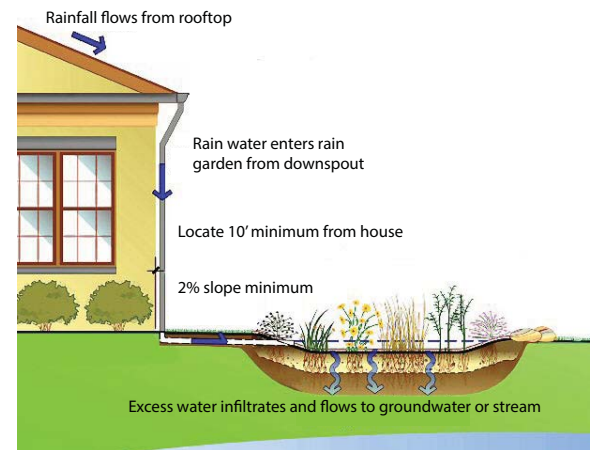 Rainfall flows from rooftop
Rain water enters rain
garden from downspout
Locate 10’ minimum from house
2% slope minimum
Excess water infiltrates and flows to groundwater or stream